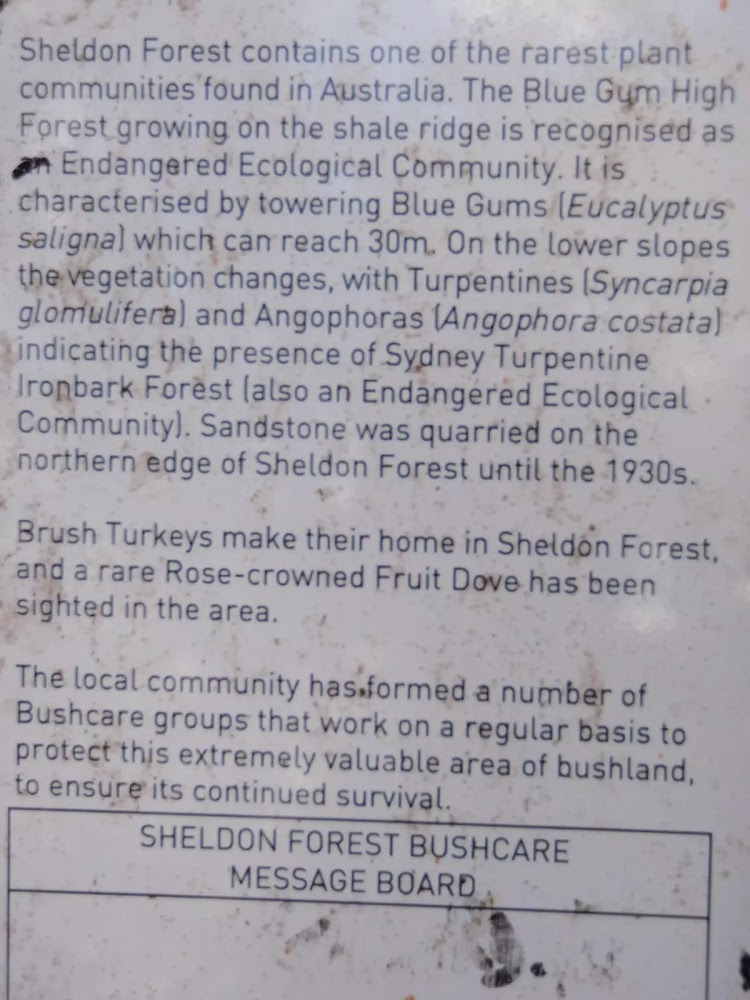 Sheldon Forest contains one of the rarest plant
communities found in Australia. The Blue Gum High
Forest growing on the shale ridge is recognised as
an Endangered Ecological Community. It is
characterised by towering Blue Gums (Eucalyptus
saligna) which can reach 30m. On the lower slopes
the vegetation changes, with Turpentines (Syncarpia
glomulifera) and Angophoras (Angophora costata)
indicating the presence of Sydney Turpentine
Ironbark Forest (also an Endangered Ecological
Community). Sandstone was quarried on the
northern edge of Sheldon Forest until the 1930s.
Brush Turkeys make their home in Sheldon Forest,
and a rare Rose-crowned Fruit Dove has been
sighted in the area.
The local community has formed a number of
Bushcare groups that work on a regular basis to
protect this extremely valuable area of bushland,
to ensure its continued survival.
SHELDON FOREST BUSHCARE
MESSAGE BOARD